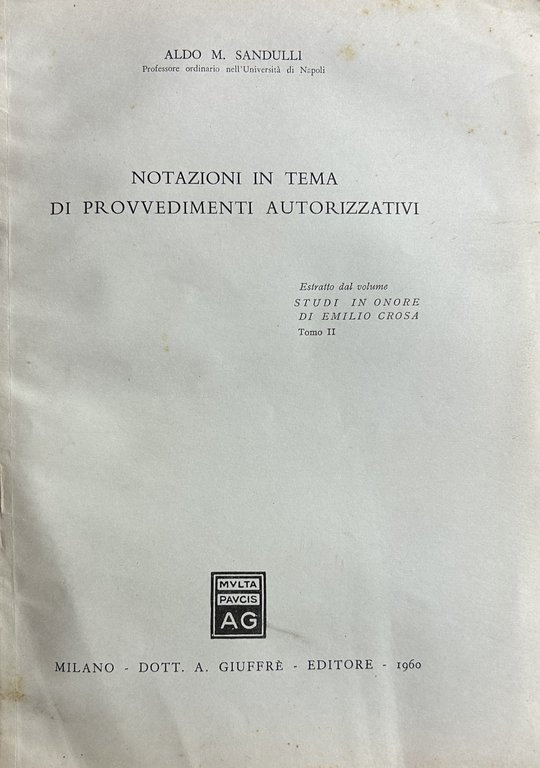 ALDO M. SANDULLI
Professore ordinario nell'Università di Napoli
NOTAZIONI IN TEMA
DI PROVVEDIMENTI AUTORIZZATIVI
Estratto dal volume
STUDI IN ONORE
DI EMILIO CROSA
Tomo II
MVLTA
PAVCIS
AG
MILANO - DOTT. A. GIUFFRÈ - EDITORE - 1960